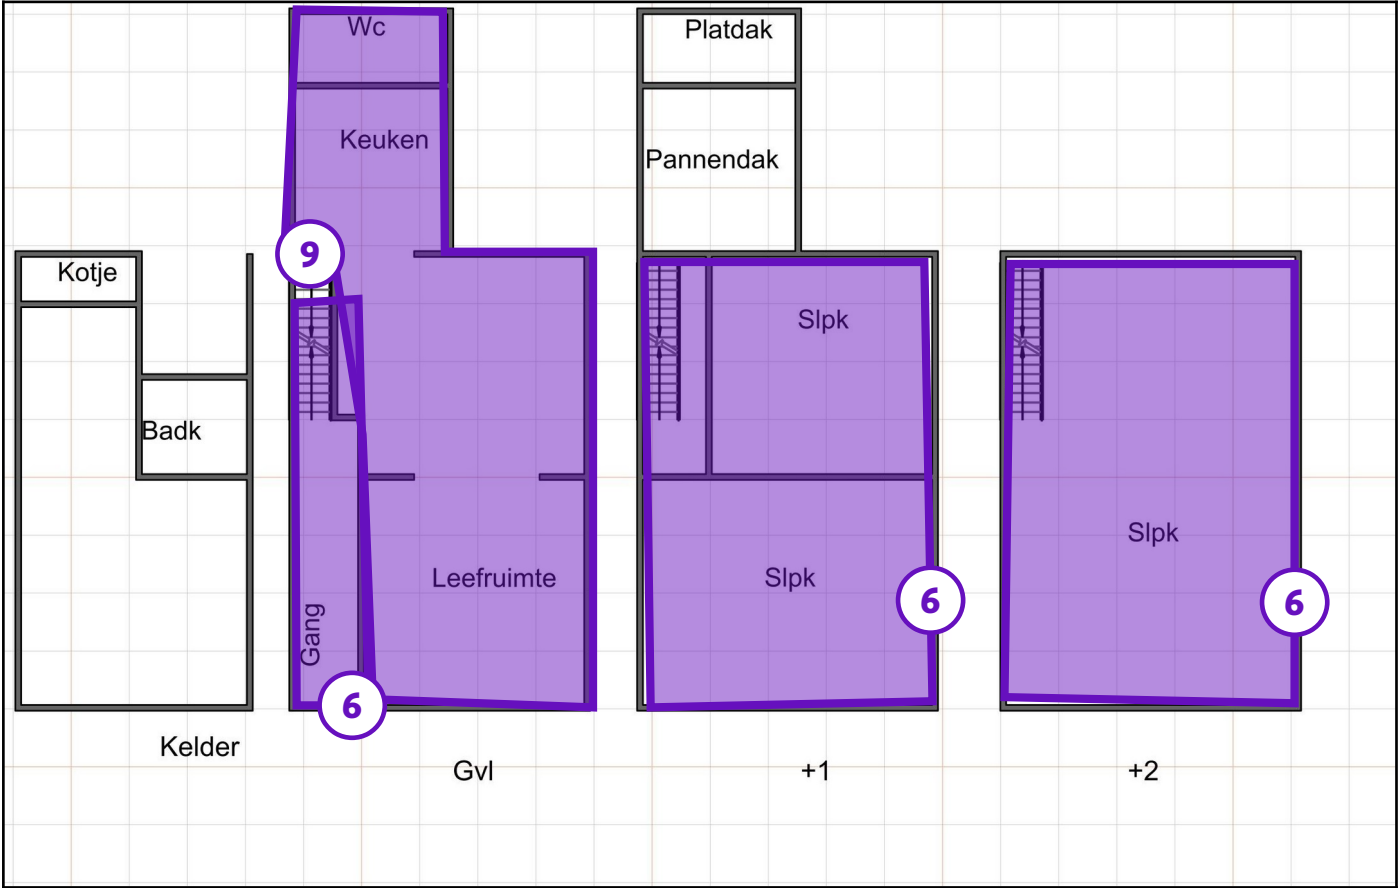 Wc
Platdak
Keuken
Pannendak
9
Kotje
Slpk
Badk
Slpk
Leefruimte
Slpk
6
6
Gang
6
Kelder
Gvl
+1
+2